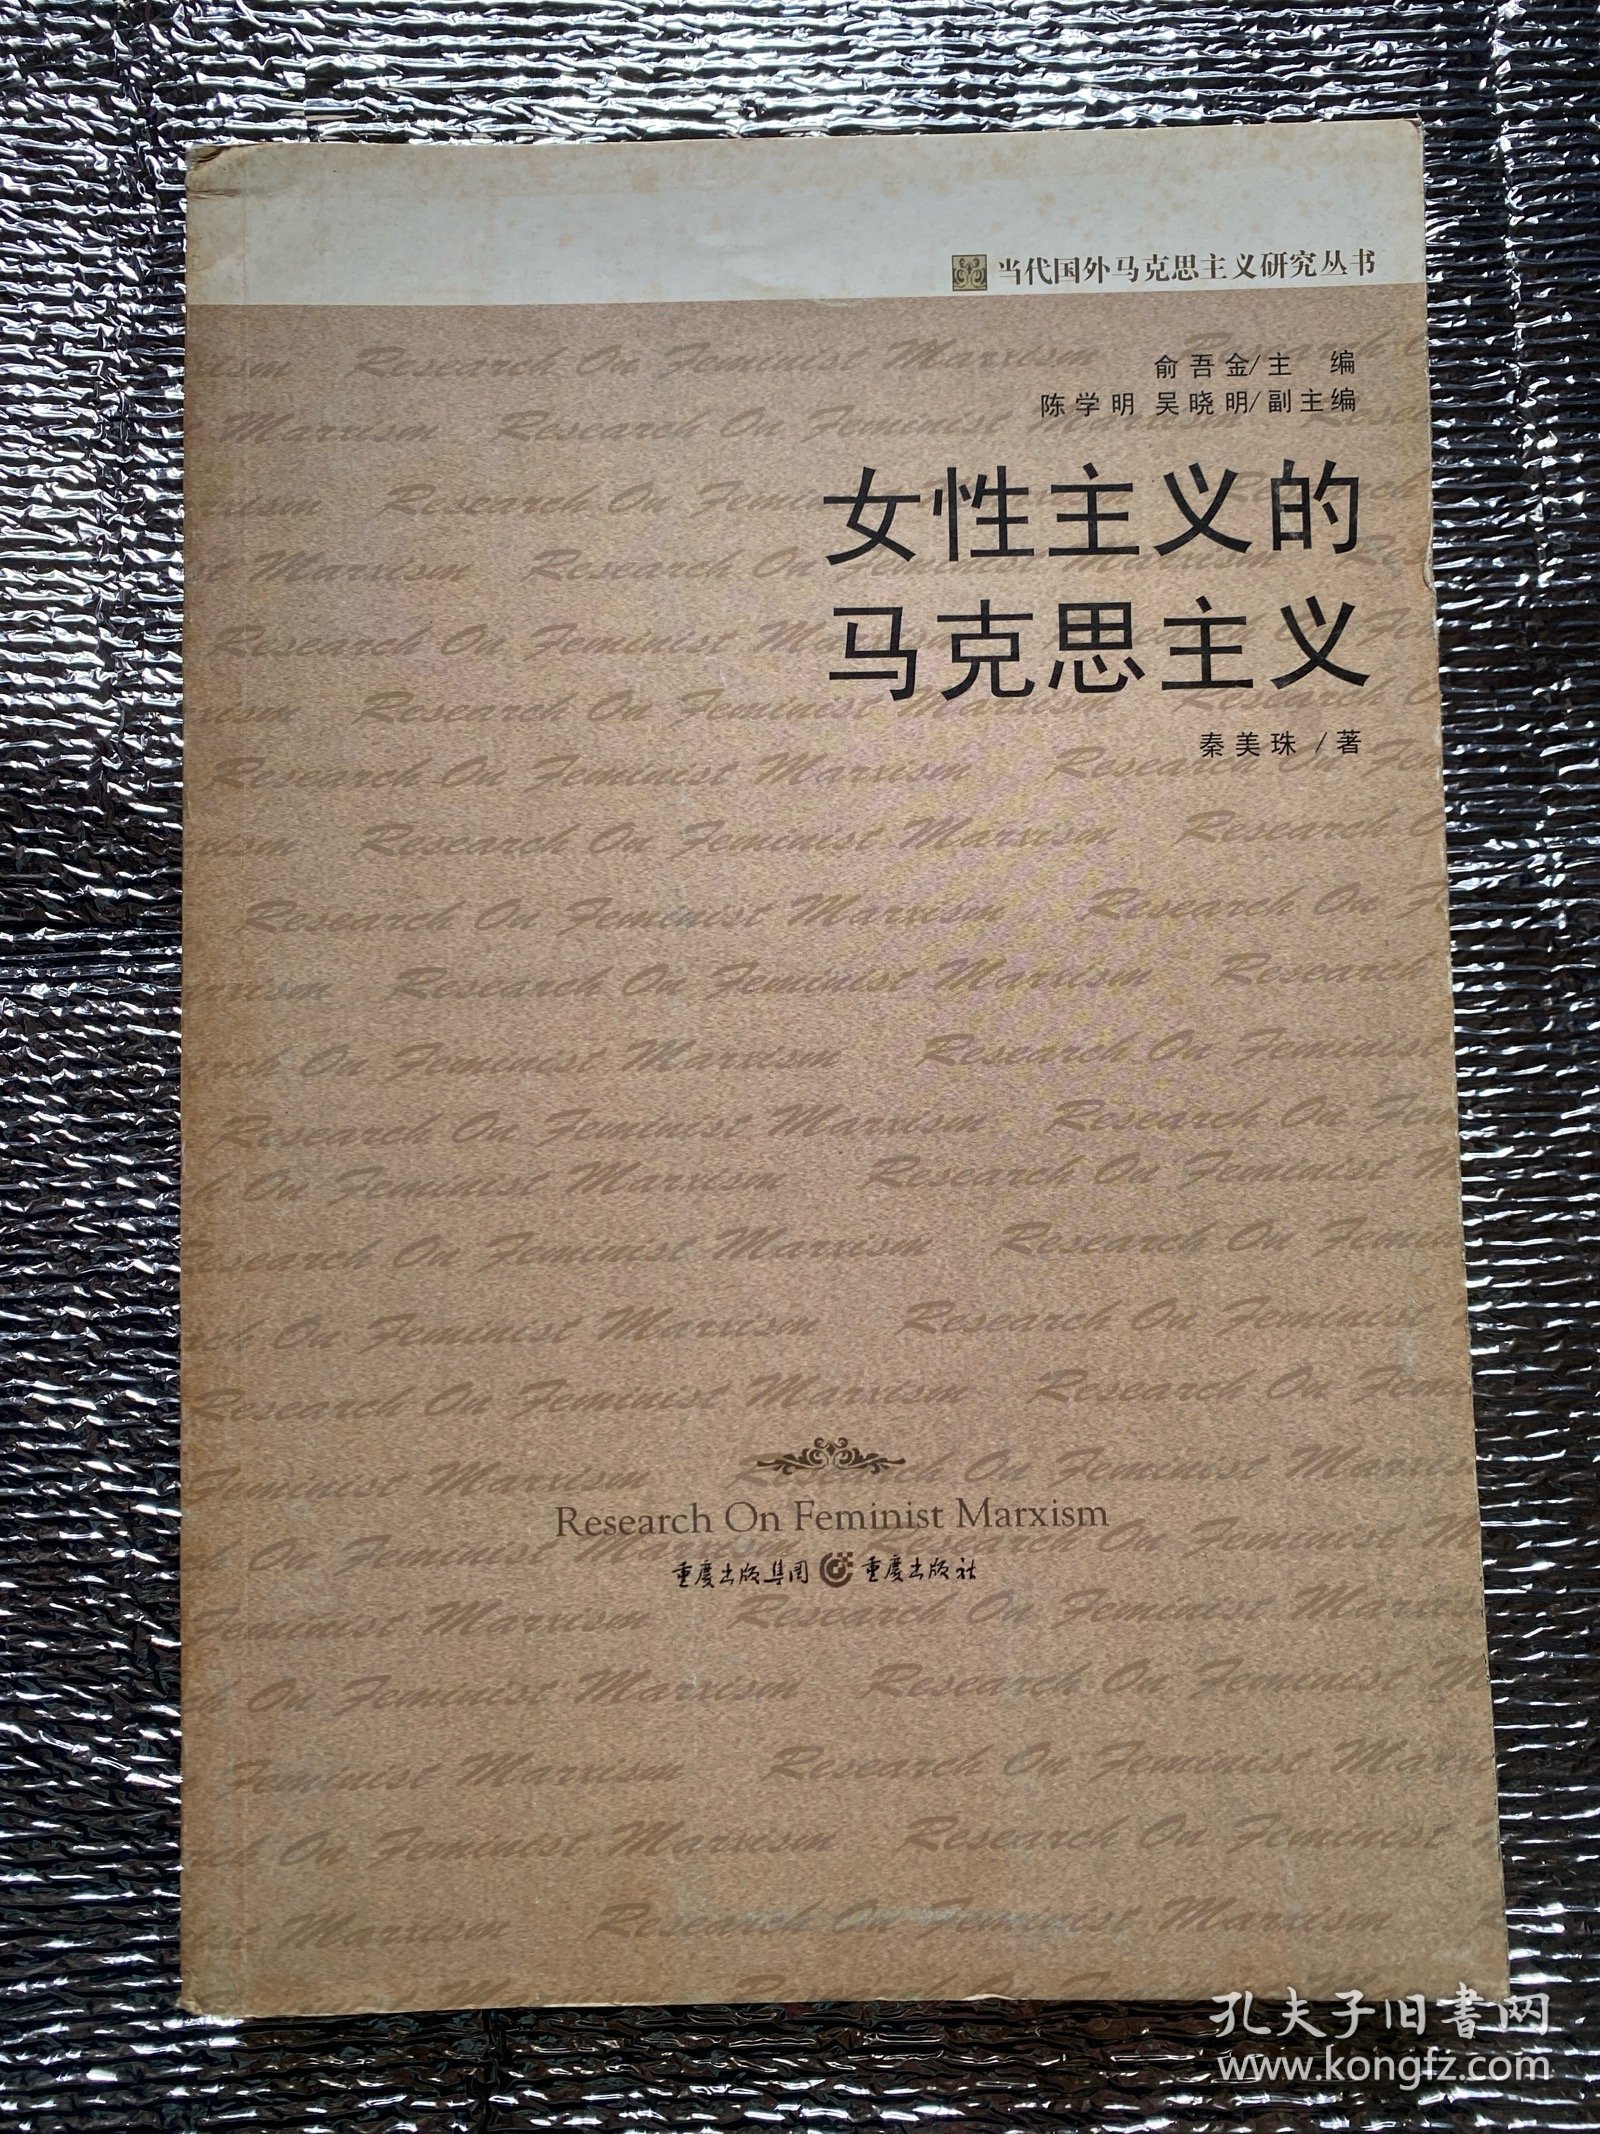 当代国外马克思主义研究丛书
俞吾金/主 编
陈学明 吴晓明/副主编
女性主义的
马克思主义
秦美珠/著
Research On Feminist Marxism
重庆出版集团 重庆出版社
孔夫子旧书网
www.kongfz.com